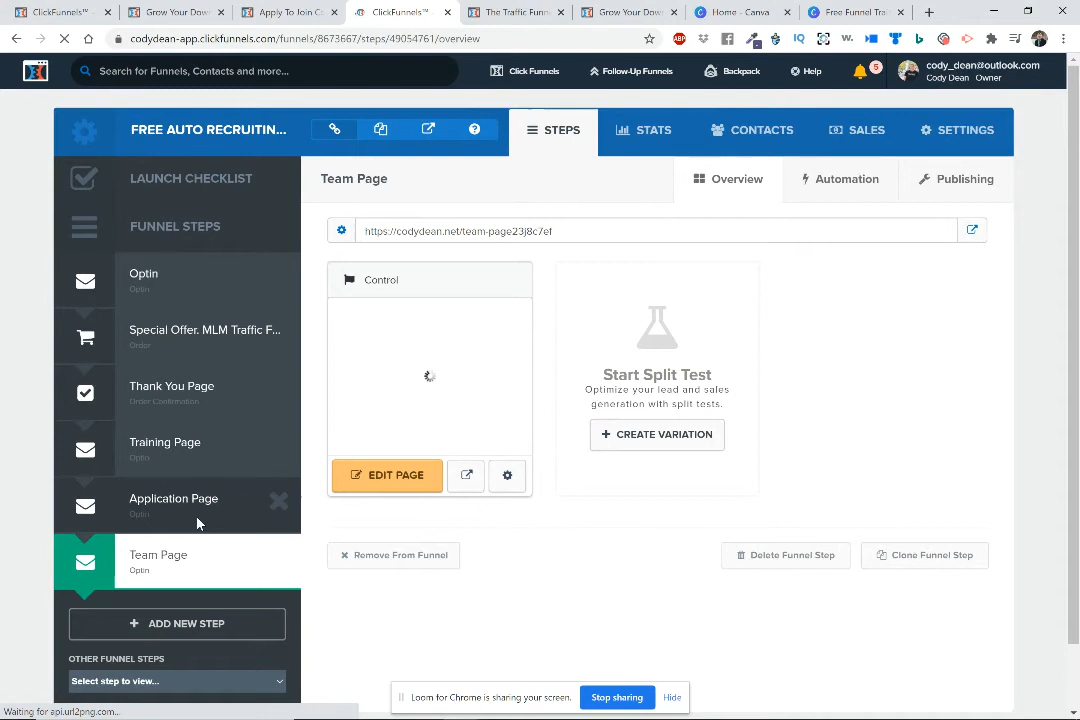 ClickFunnels™ -
Grow Your Dow
Apply To Join C
ClickFunnels™
The Traffic Funn
Grow Your Dow
Home - Canva
Free Funnel Tra
codydean-app.clickfunnels.com/funnels/8673667/steps/49054761/overview
Search for Funnels, Contacts and more...
Click Funnels
Follow-Up Funnels
Backpack
Help
5
cody_dean@outlook.com
Cody Dean Owner
FREE AUTO RECRUITIN...
STEPS
STATS
CONTACTS
SALES
SETTINGS
LAUNCH CHECKLIST
Team Page
Overview
Automation
Publishing
FUNNEL STEPS
https://codydean.net/team-page23j8c7ef
Optin
Optin
Control
Special Offer. MLM Traffic F...
Order
Start Split Test
Optimize your lead and sales
generation with split tests.
CREATE VARIATION
Thank You Page
Order Confirmation
Training Page
Optin
EDIT PAGE
Application Page
Optin
Team Page
Optin
Remove From Funnel
Delete Funnel Step
Clone Funnel Step
ADD NEW STEP
OTHER FUNNEL STEPS
Select step to view...
Loom for Chrome is sharing your screen.
Stop sharing
Hide
Waiting for api.url2png.com...